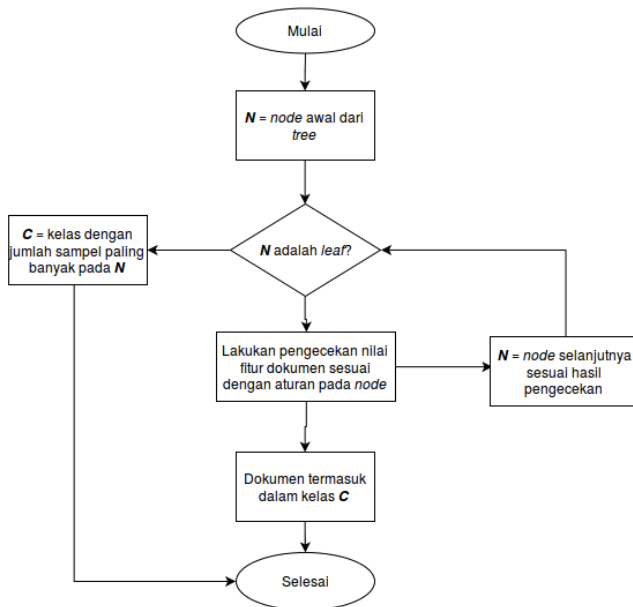 Mulai
N = node awal dari
tree
N adalah leaf?
C = kelas dengan
jumlah sampel paling
banyak pada N
Lakukan pengecekan nilai
fitur dokumen sesuai
dengan aturan pada node
N = node selanjutnya
sesuai hasil
pengecekan
Dokumen termasuk
dalam kelas C
Selesai